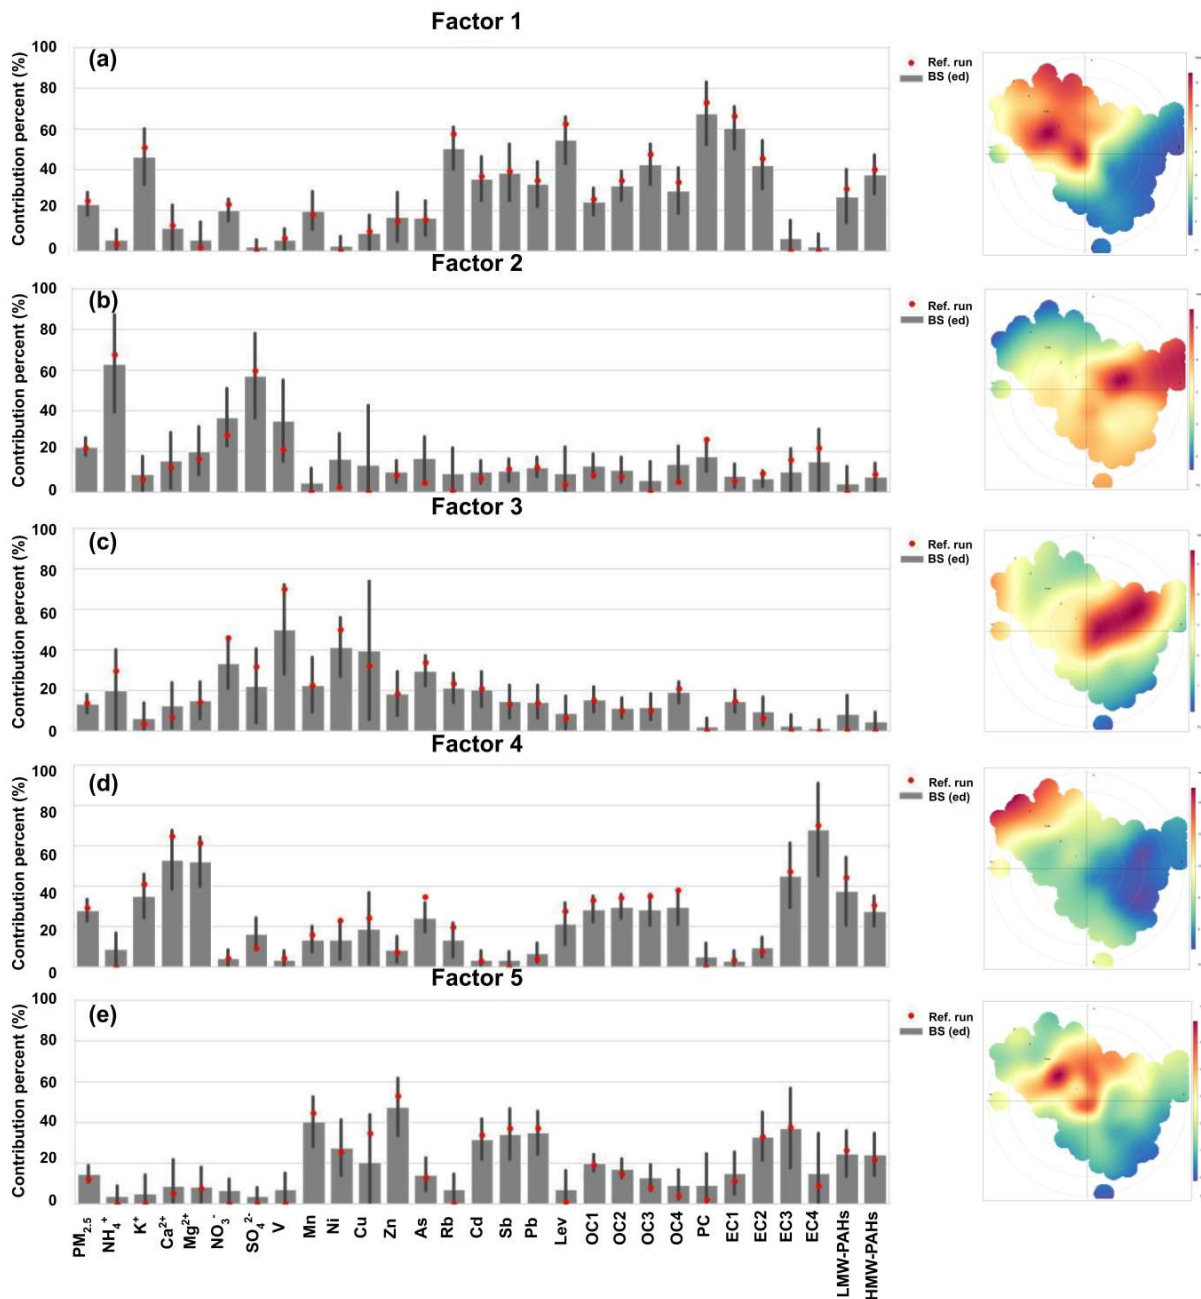 Factor 1
(a)
Contribution percent (%)
100
80
60
40
20
0
Ref. run
BS (ed)
Factor 2
(b)
Contribution percent (%)
100
80
60
40
20
0
Ref. run
BS (ed)
Factor 3
(c)
Contribution percent (%)
100
80
60
40
20
0
Ref. run
BS (ed)
Factor 4
(d)
Contribution percent (%)
100
80
60
40
20
0
Ref. run
BS (ed)
Factor 5
(e)
Contribution percent (%)
100
80
60
40
20
0
Ref. run
BS (ed)
PM2.5
NH4+
K+
Ca2+
Mg2+
NO3-
SO42-
V
Mn
Ni
Cu
Zn
As
Rb
Cd
Sb
Pb
Lev
OC1
OC2
OC3
OC4
PC
EC1
EC2
EC3
EC4
LMW-PAHs
HMW-PAHs